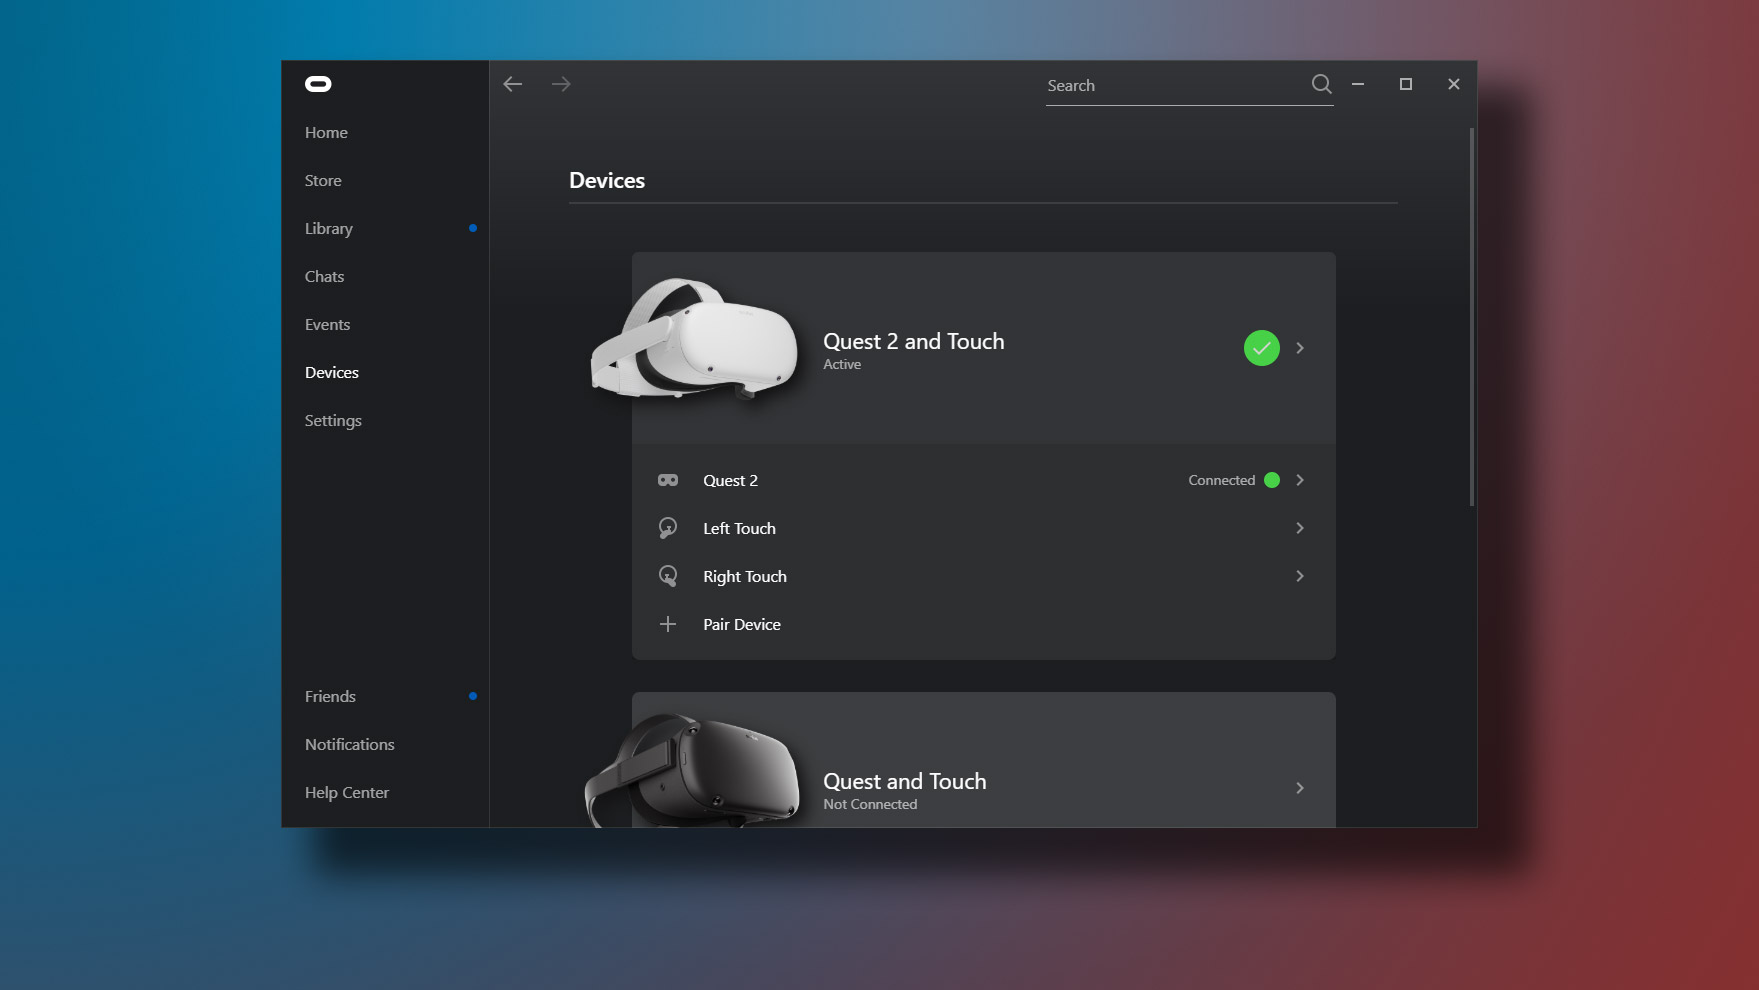 Search
Home
Store
Library
Chats
Events
Devices
Settings
Friends
Notifications
Help Center
Devices
Quest 2 and Touch
Active
Quest 2
Connected
Left Touch
Right Touch
Pair Device
Quest and Touch
Not Connected